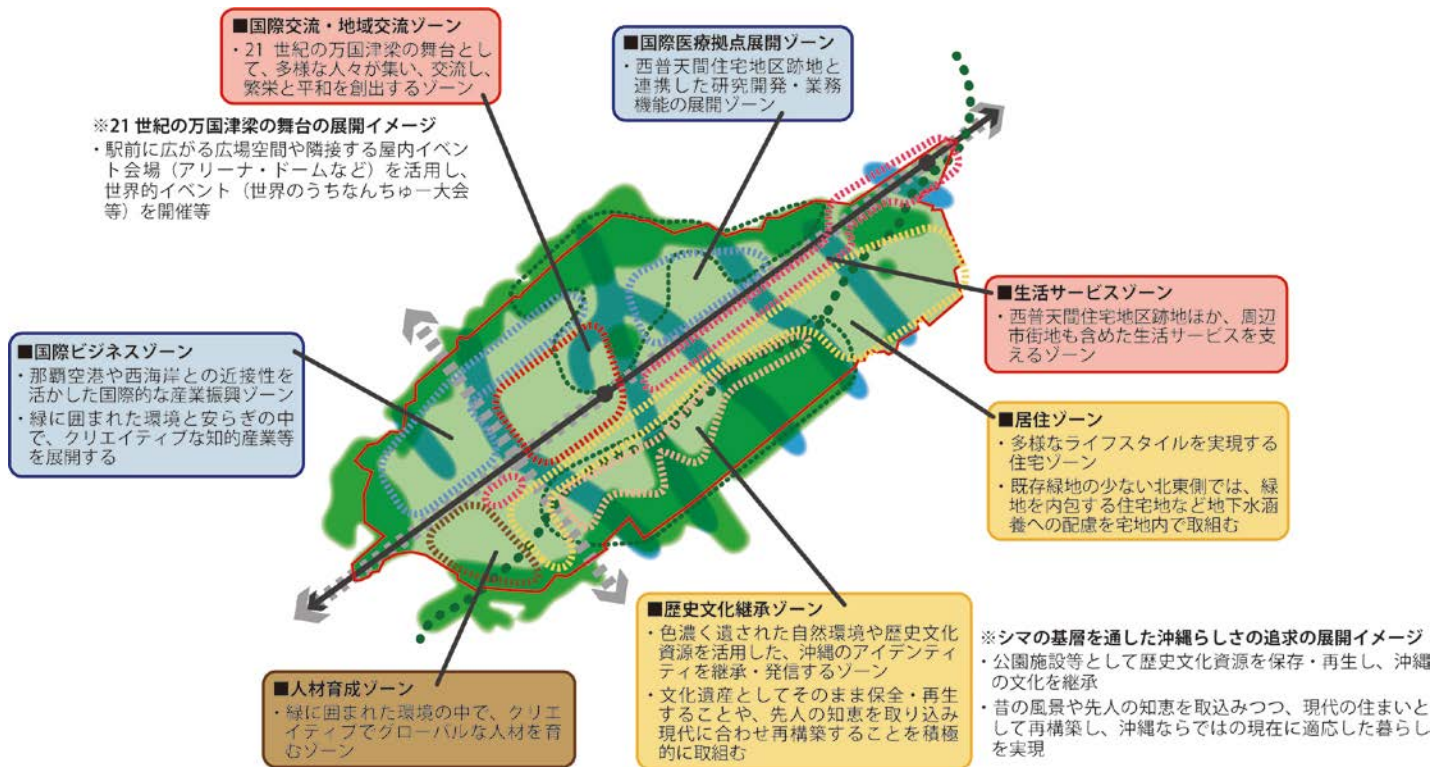 ■国際交流・地域交流ゾーン
・21 世紀の万国津梁の舞台とし
て、多様な人々が集い、交流し、
繁栄と平和を創出するゾーン
※21 世紀の万国津梁の舞台の展開イメージ
・駅前に広がる広場空間や隣接する屋内イベン
ト会場（アリーナ・ドームなど）を活用し、
世界的イベント（世界のうちなんちゅー大会
等）を開催等
■国際医療拠点展開ゾーン
・西普天間住宅地区跡地と
連携した研究開発・業務
機能の展開ゾーン
■国際ビジネスゾーン
・那覇空港や西海岸との近接性を
活かした国際的な産業振興ゾーン
・緑に囲まれた環境と安らぎの中
で、クリエイティブな知的産業等
を展開する
■生活サービスゾーン
・西普天間住宅地区跡地ほか、周辺
市街地も含めた生活サービスを支
えるゾーン
■居住ゾーン
・多様なライフスタイルを実現する
住宅ゾーン
・既存緑地の少ない北東側では、緑
地を内包する住宅地など地下水涵
養への配慮を宅地内で取組む
■人材育成ゾーン
・緑に囲まれた環境の中で、クリエ
イティブでグローバルな人材を育
むゾーン
■歴史文化継承ゾーン
・色濃く遺された自然環境や歴史文化
資源を活用した、沖縄のアイデンティ
ティを継承・発信するゾーン
・文化遺産としてそのまま保全・再生
することや、先人の知恵を取り込み
現代に合わせ再構築することを積極
的に取組む
※シマの基層を通した沖縄らしさの追求の展開イメージ
・公園施設等として歴史文化資源を保存・再生し、沖縄
の文化を継承
・昔の風景や先人の知恵を取込みつつ、現代の住まいと
して再構築し、沖縄ならではの現在に適応した暮らし
を実現